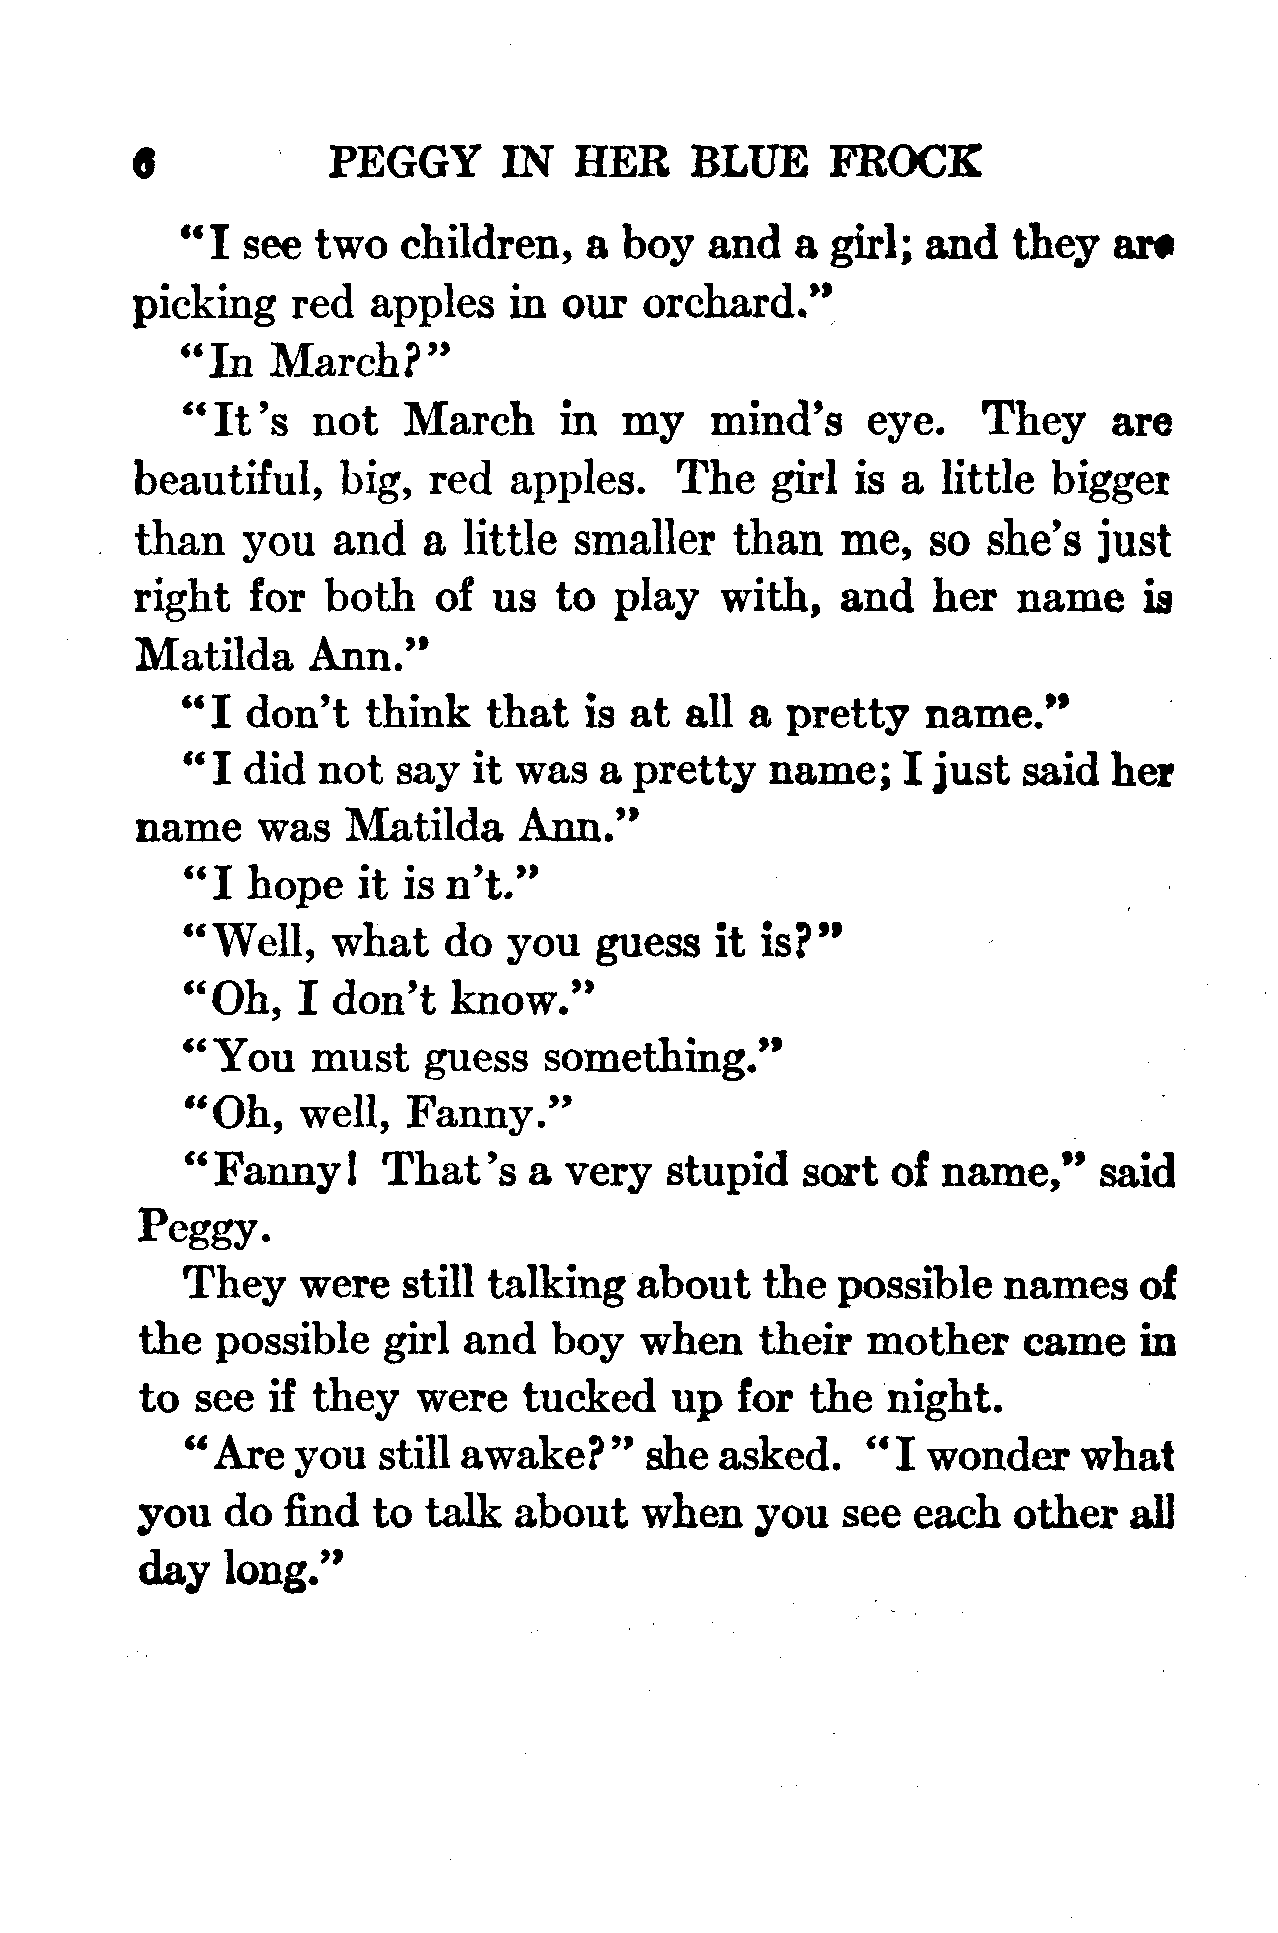 6 PEGGY IN HER BLUE FROCK
“I see two children, a boy and a girl; and they are
picking red apples in our orchard.”
“In March?”
“It’s not March in my mind’s eye. They are
beautiful, big, red apples. The girl is a little bigger
than you and a little smaller than me, so she’s just
right for both of us to play with, and her name is
Matilda Ann.”
“I don’t think that is at all a pretty name.”
“I did not say it was a pretty name; I just said her
name was Matilda Ann.”
“I hope it is n’t.”
“Well, what do you guess it is?”
“Oh, I don’t know.”
“You must guess something.”
“Oh, well, Fanny.”
“Fanny! That’s a very stupid sort of name,” said
Peggy.
They were still talking about the possible names of
the possible girl and boy when their mother came in
to see if they were tucked up for the night.
“Are you still awake?” she asked. “I wonder what
you do find to talk about when you see each other all
day long.”